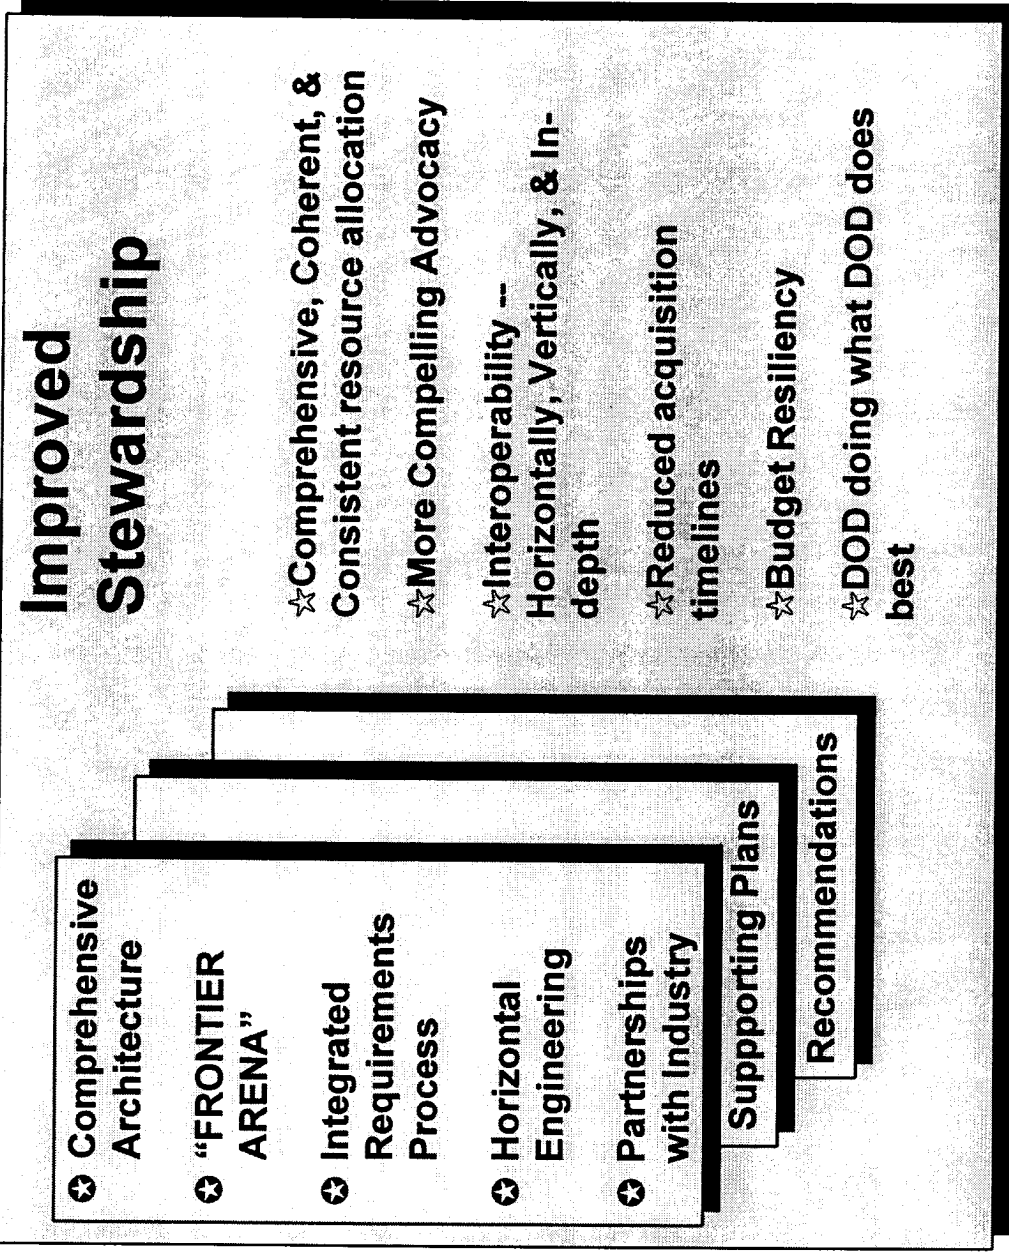 Improved
Stewardship
✪ Comprehensive
Architecture
✪ “FRONTIER
ARENA”
✪ Integrated
Requirements
Process
✪ Horizontal
Engineering
✪ Partnerships
with Industry
Suppporting Plans
Recommendations
☆Comprehensive, Coherent, &
Consistent resource allocation
☆More Compelling Advocacy
☆Interoperability --
Horizontally, Vertically, & In-
depth
☆Reduced acquisition
timelines
☆Budget Resiliency
☆DOD doing what DOD does
best